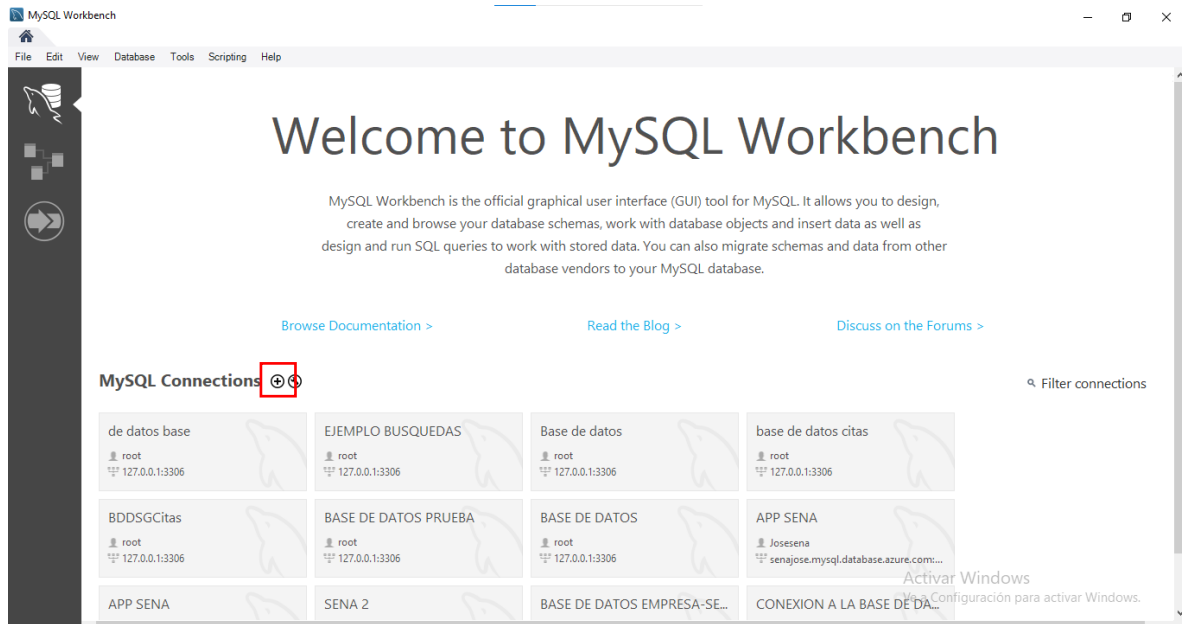 MySQL Workbench
File Edit View Database Tools Scripting Help
Welcome to MySQL Workbench
MySQL Workbench is the official graphical user interface (GUI) tool for MySQL. It allows you to design,
create and browse your database schemas, work with database objects and insert data as well as
design and run SQL queries to work with stored data. You can also migrate schemas and data from other
database vendors to your MySQL database.
Browse Documentation > Read the Blog > Discuss on the Forums >
MySQL Connections Filter connections
de datos base EJEMPLO BUSQUEDAS Base de datos base de datos citas
root root root root
127.0.0.1:3306 127.0.0.1:3306 127.0.0.1:3306 127.0.0.1:3306
BDDSGCitas BASE DE DATOS PRUEBA BASE DE DATOS APP SENA
root root root Josesena
127.0.0.1:3306 127.0.0.1:3306 127.0.0.1:3306 senajose.mysql.database.azure.com:...
Activar Windows
Ve a Configuración para activar Windows.
APP SENA SENA 2 BASE DE DATOS EMPRESA-SE... CONEXION A LA BASE DE DA...